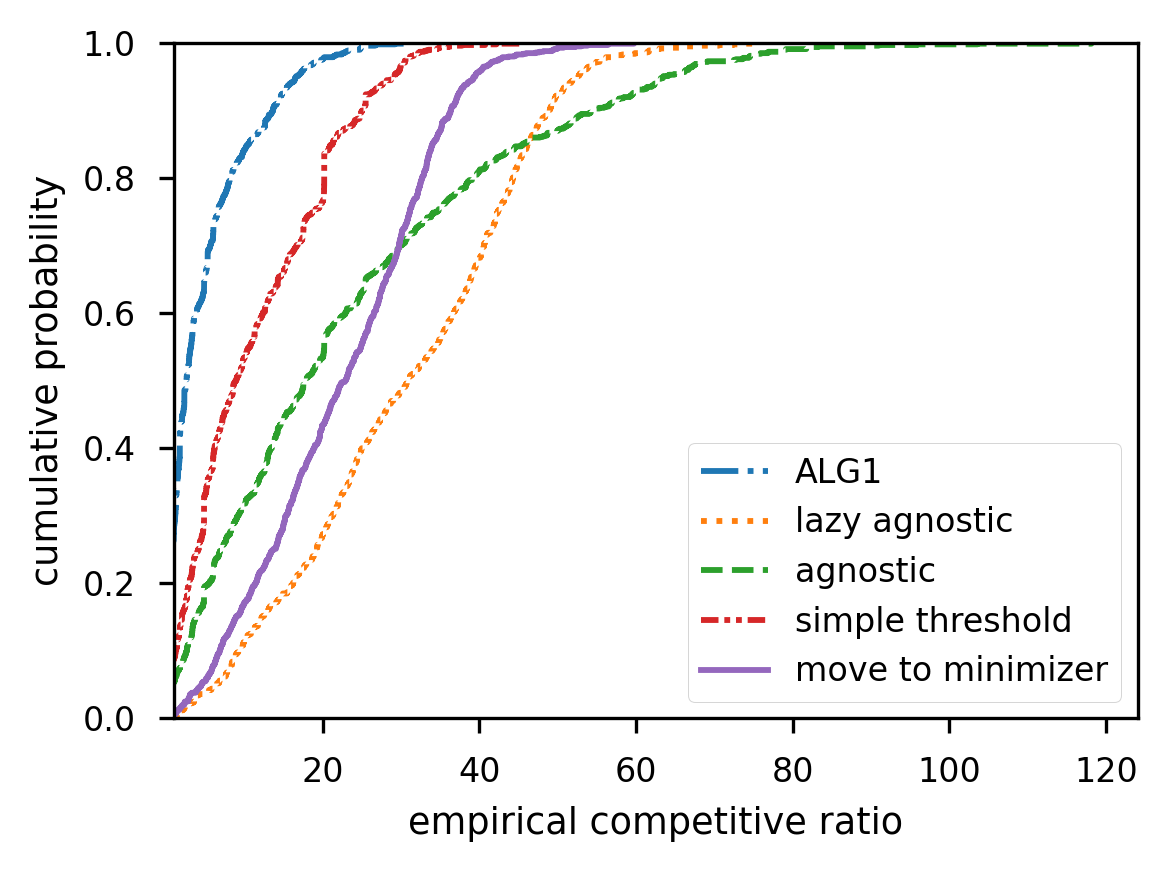 1.0
0.8
0.6
0.4
0.2
0.0
cumulative probability
ALG1
lazy agnostic
agnostic
simple threshold
move to minimizer
20 40 60 80 100 120
empirical competitive ratio